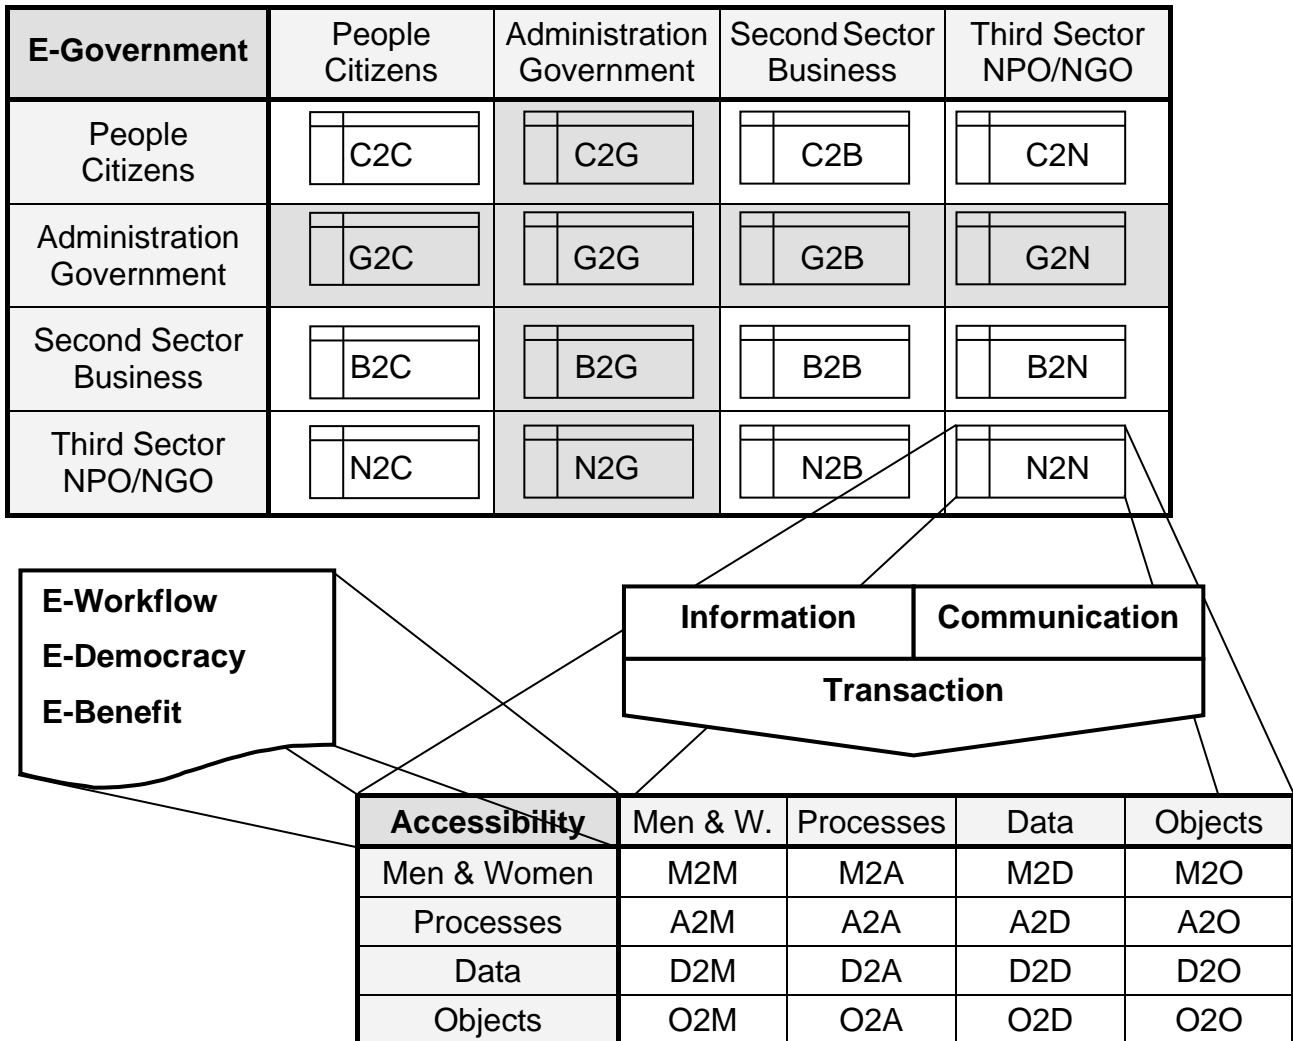 E-Government
People
Citizens
Administration
Government
Second Sector
Business
Third Sector
NPO/NGO
People
Citizens
C2C
C2G
C2B
C2N
Administration
Government
G2C
G2G
G2B
G2N
Second Sector
Business
B2C
B2G
B2B
B2N
Third Sector
NPO/NGO
N2C
N2G
N2B
N2N
E-Workflow
E-Democracy
E-Benefit
Information
Communication
Transaction
Accessibility
Men & W.
Processes
Data
Objects
Men & Women
M2M
M2A
M2D
M2O
Processes
A2M
A2A
A2D
A2O
Data
D2M
D2A
D2D
D2O
Objects
O2M
O2A
O2D
O2O